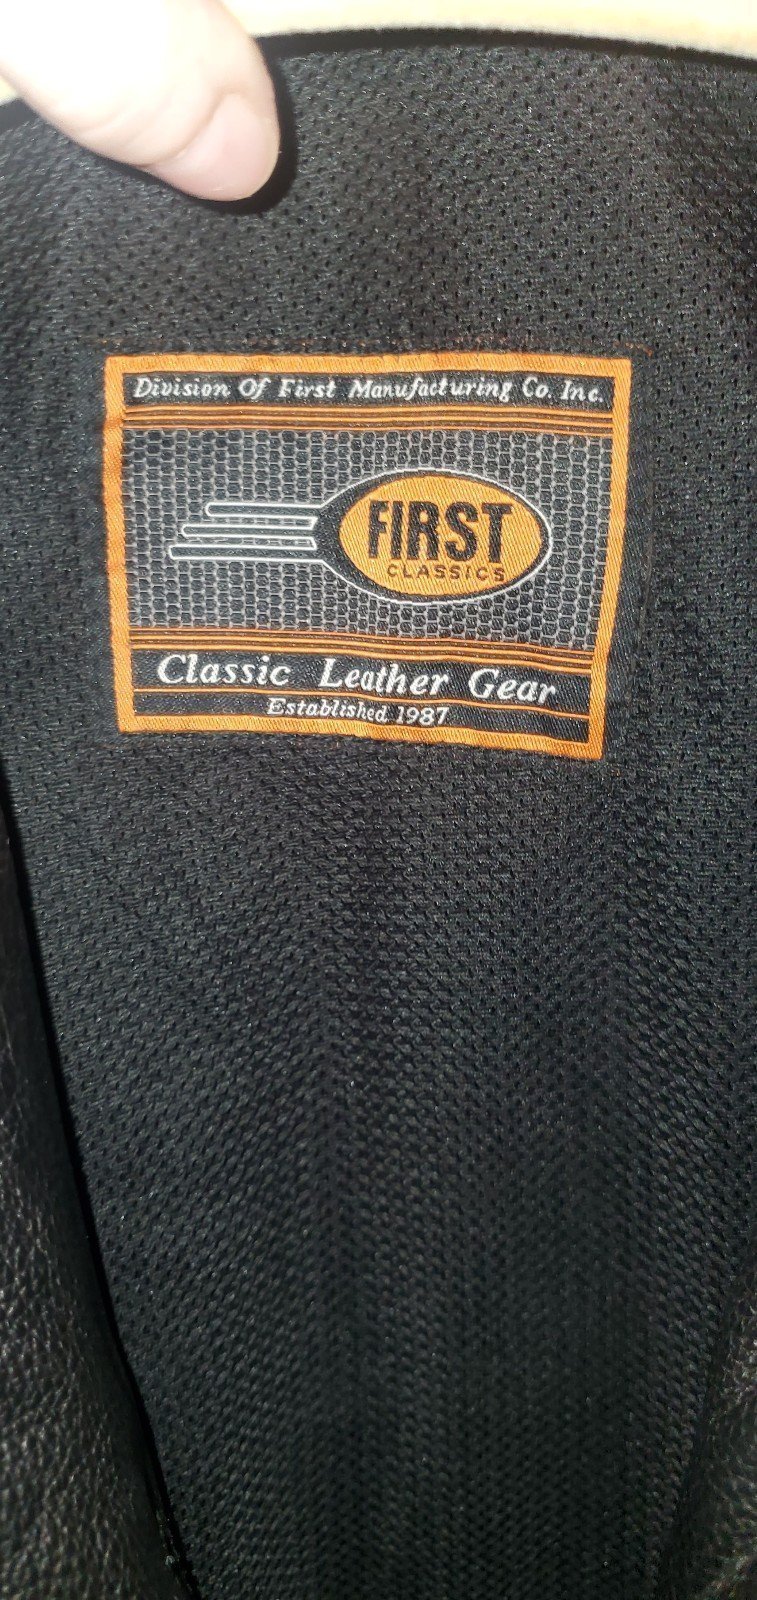 Division Of First Manufacturing Co. Inc.
FIRST
CLASSICS
Classic Leather Gear
Established 1987